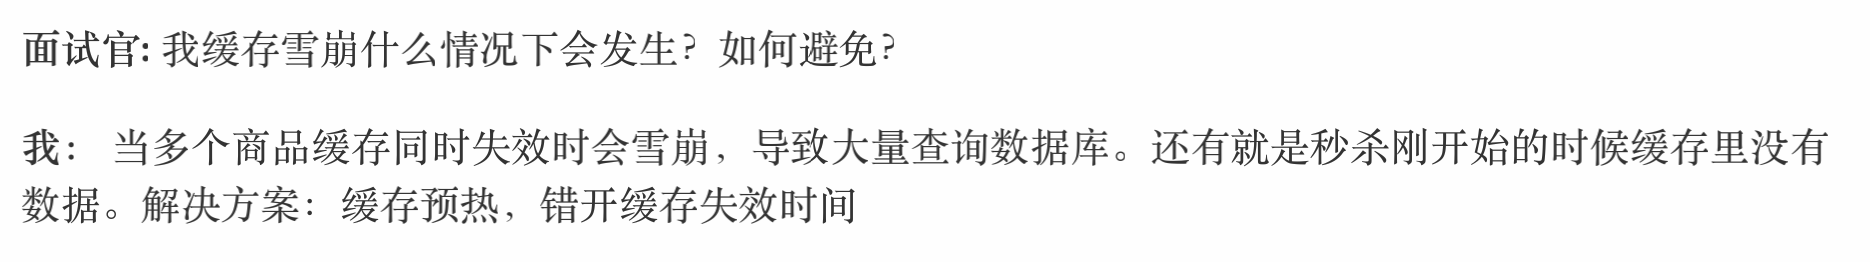 面试官: 我缓存雪崩什么情况下会发生？如何避免？
我： 当多个商品缓存同时失效时会雪崩，导致大量查询数据库。还有就是秒杀刚开始的时候缓存里没有
数据。解决方案：缓存预热，错开缓存失效时间